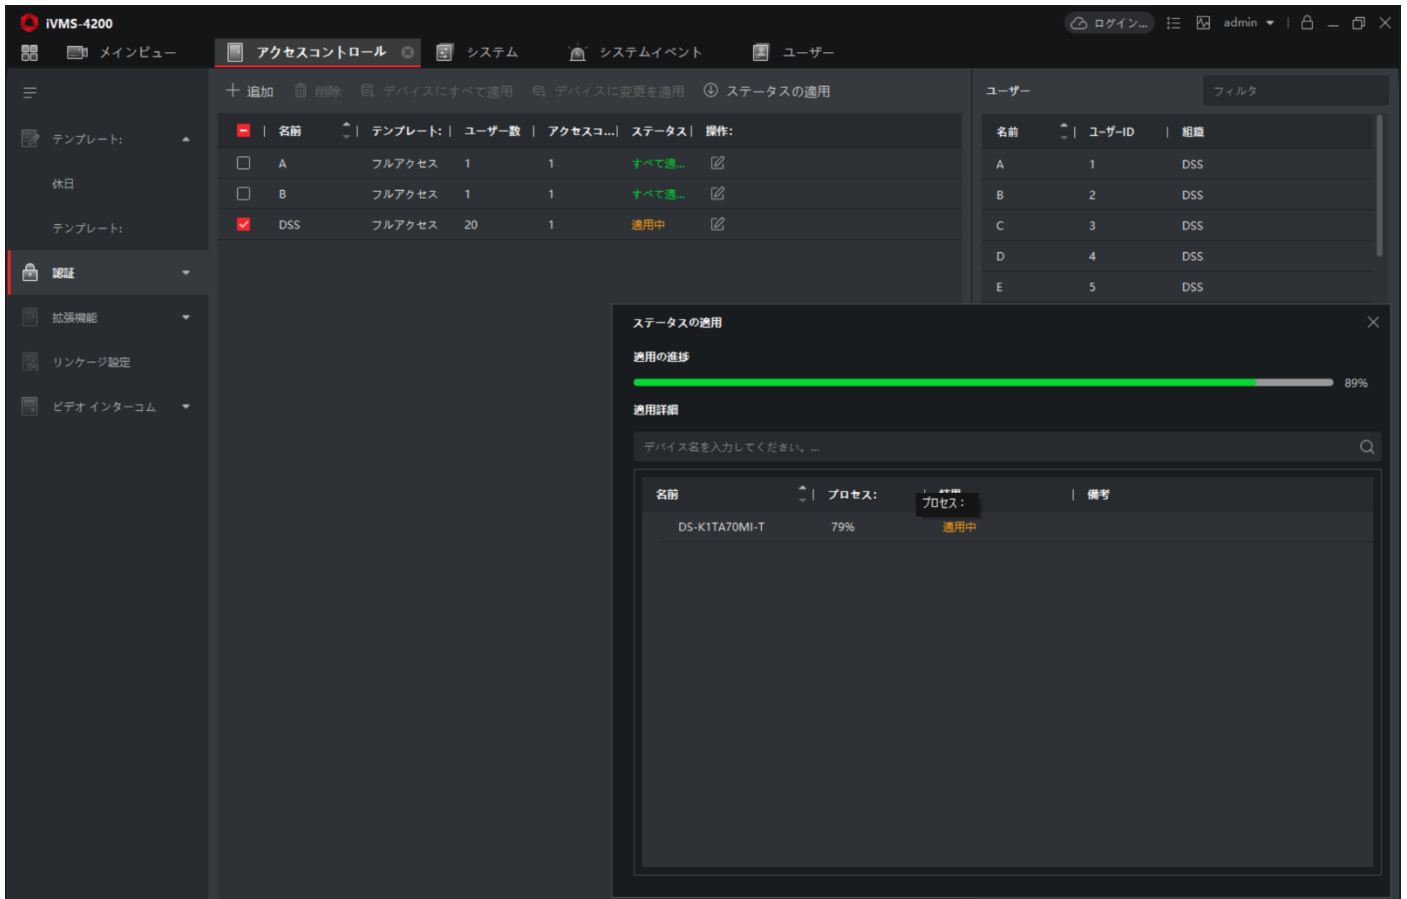 iVMS-4200
ログイン...
admin
メインビュー
アクセスコントロール
システム
システムイベント
ユーザー
追加
削除
デバイスにすべて適用
デバイスに変更を適用
ステータスの適用
テンプレート:
休日
テンプレート:
認証
拡張機能
リンケージ設定
ビデオ インターコム
名前 | テンプレート: | ユーザー数 | アクセスコ...| ステータス | 操作:
A フルアクセス 1 1 すべて適...
B フルアクセス 1 1 すべて適...
DSS フルアクセス 20 1 適用中
ユーザー
フィルタ
名前 | ユーザーID | 組織
A 1 DSS
B 2 DSS
C 3 DSS
D 4 DSS
E 5 DSS
ステータスの適用
適用の進捗
89%
適用詳細
デバイス名を入力してください。...
名前 | プロセス: | | 備考
プロセス：
DS-K1TA70MI-T 79% 適用中